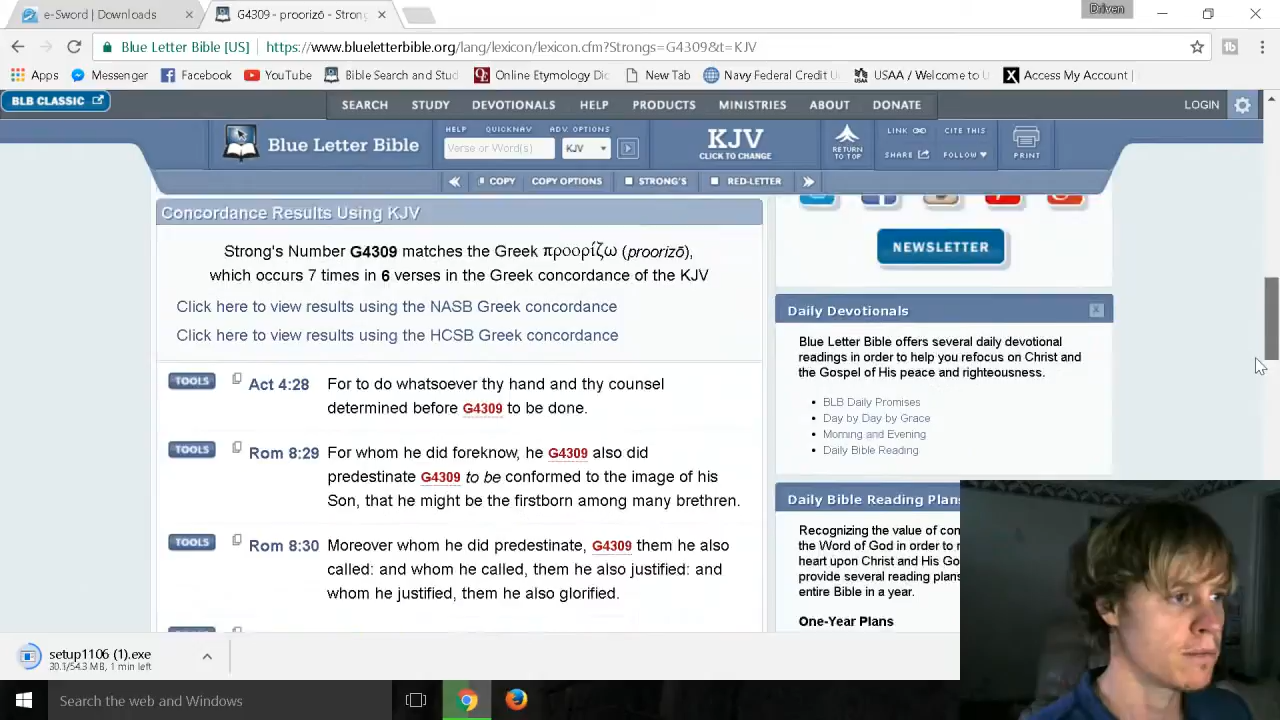 e-Sword | Downloads
G4309 - proorizō - Stron
Driven
Blue Letter Bible [US]
https://www.blueletterbible.org/lang/lexicon/lexicon.cfm?Strongs=G4309&t=KJV
Apps
Messenger
Facebook
YouTube
Bible Search and Stud
Online Etymology Dic
New Tab
Navy Federal Credit U
USAA / Welcome to U
Access My Account |
BLB CLASSIC
SEARCH STUDY DEVOTIONALS HELP PRODUCTS MINISTRIES ABOUT DONATE
LOGIN
Blue Letter Bible
HELP QUICKNAV ADV. OPTIONS
Verse or Word(s)
KJV
KJV
CLICK TO CHANGE
RETURN
TO TOP
LINK
CITE THIS
SHARE
FOLLOW
PRINT
COPY
COPY OPTIONS
STRONG'S
RED-LETTER
Concordance Results Using KJV
Strong's Number G4309 matches the Greek προορίζω (proorizō),
which occurs 7 times in 6 verses in the Greek concordance of the KJV
Click here to view results using the NASB Greek concordance
Click here to view results using the HCSB Greek concordance
TOOLS
Act 4:28
For to do whatsoever thy hand and thy counsel
determined before G4309 to be done.
TOOLS
Rom 8:29
For whom he did foreknow, he G4309 also did
predestinate G4309 to be conformed to the image of his
Son, that he might be the firstborn among many brethren.
TOOLS
Rom 8:30
Moreover whom he did predestinate, G4309 them he also
called: and whom he called, them he also justified: and
whom he justified, them he also glorified.
NEWSLETTER
Daily Devotionals
Blue Letter Bible offers several daily devotional
readings in order to help you refocus on Christ and
the Gospel of His peace and righteousness.
BLB Daily Promises
Day by Day by Grace
Morning and Evening
Daily Bible Reading
Daily Bible Reading Plans
Recognizing the value of con
the Word of God in order to r
heart upon Christ and His Go
provide several reading plans
entire Bible in a year.
One-Year Plans
setup1106 (1).exe
30.1/54.3 MB, 1 min left
Search the web and Windows